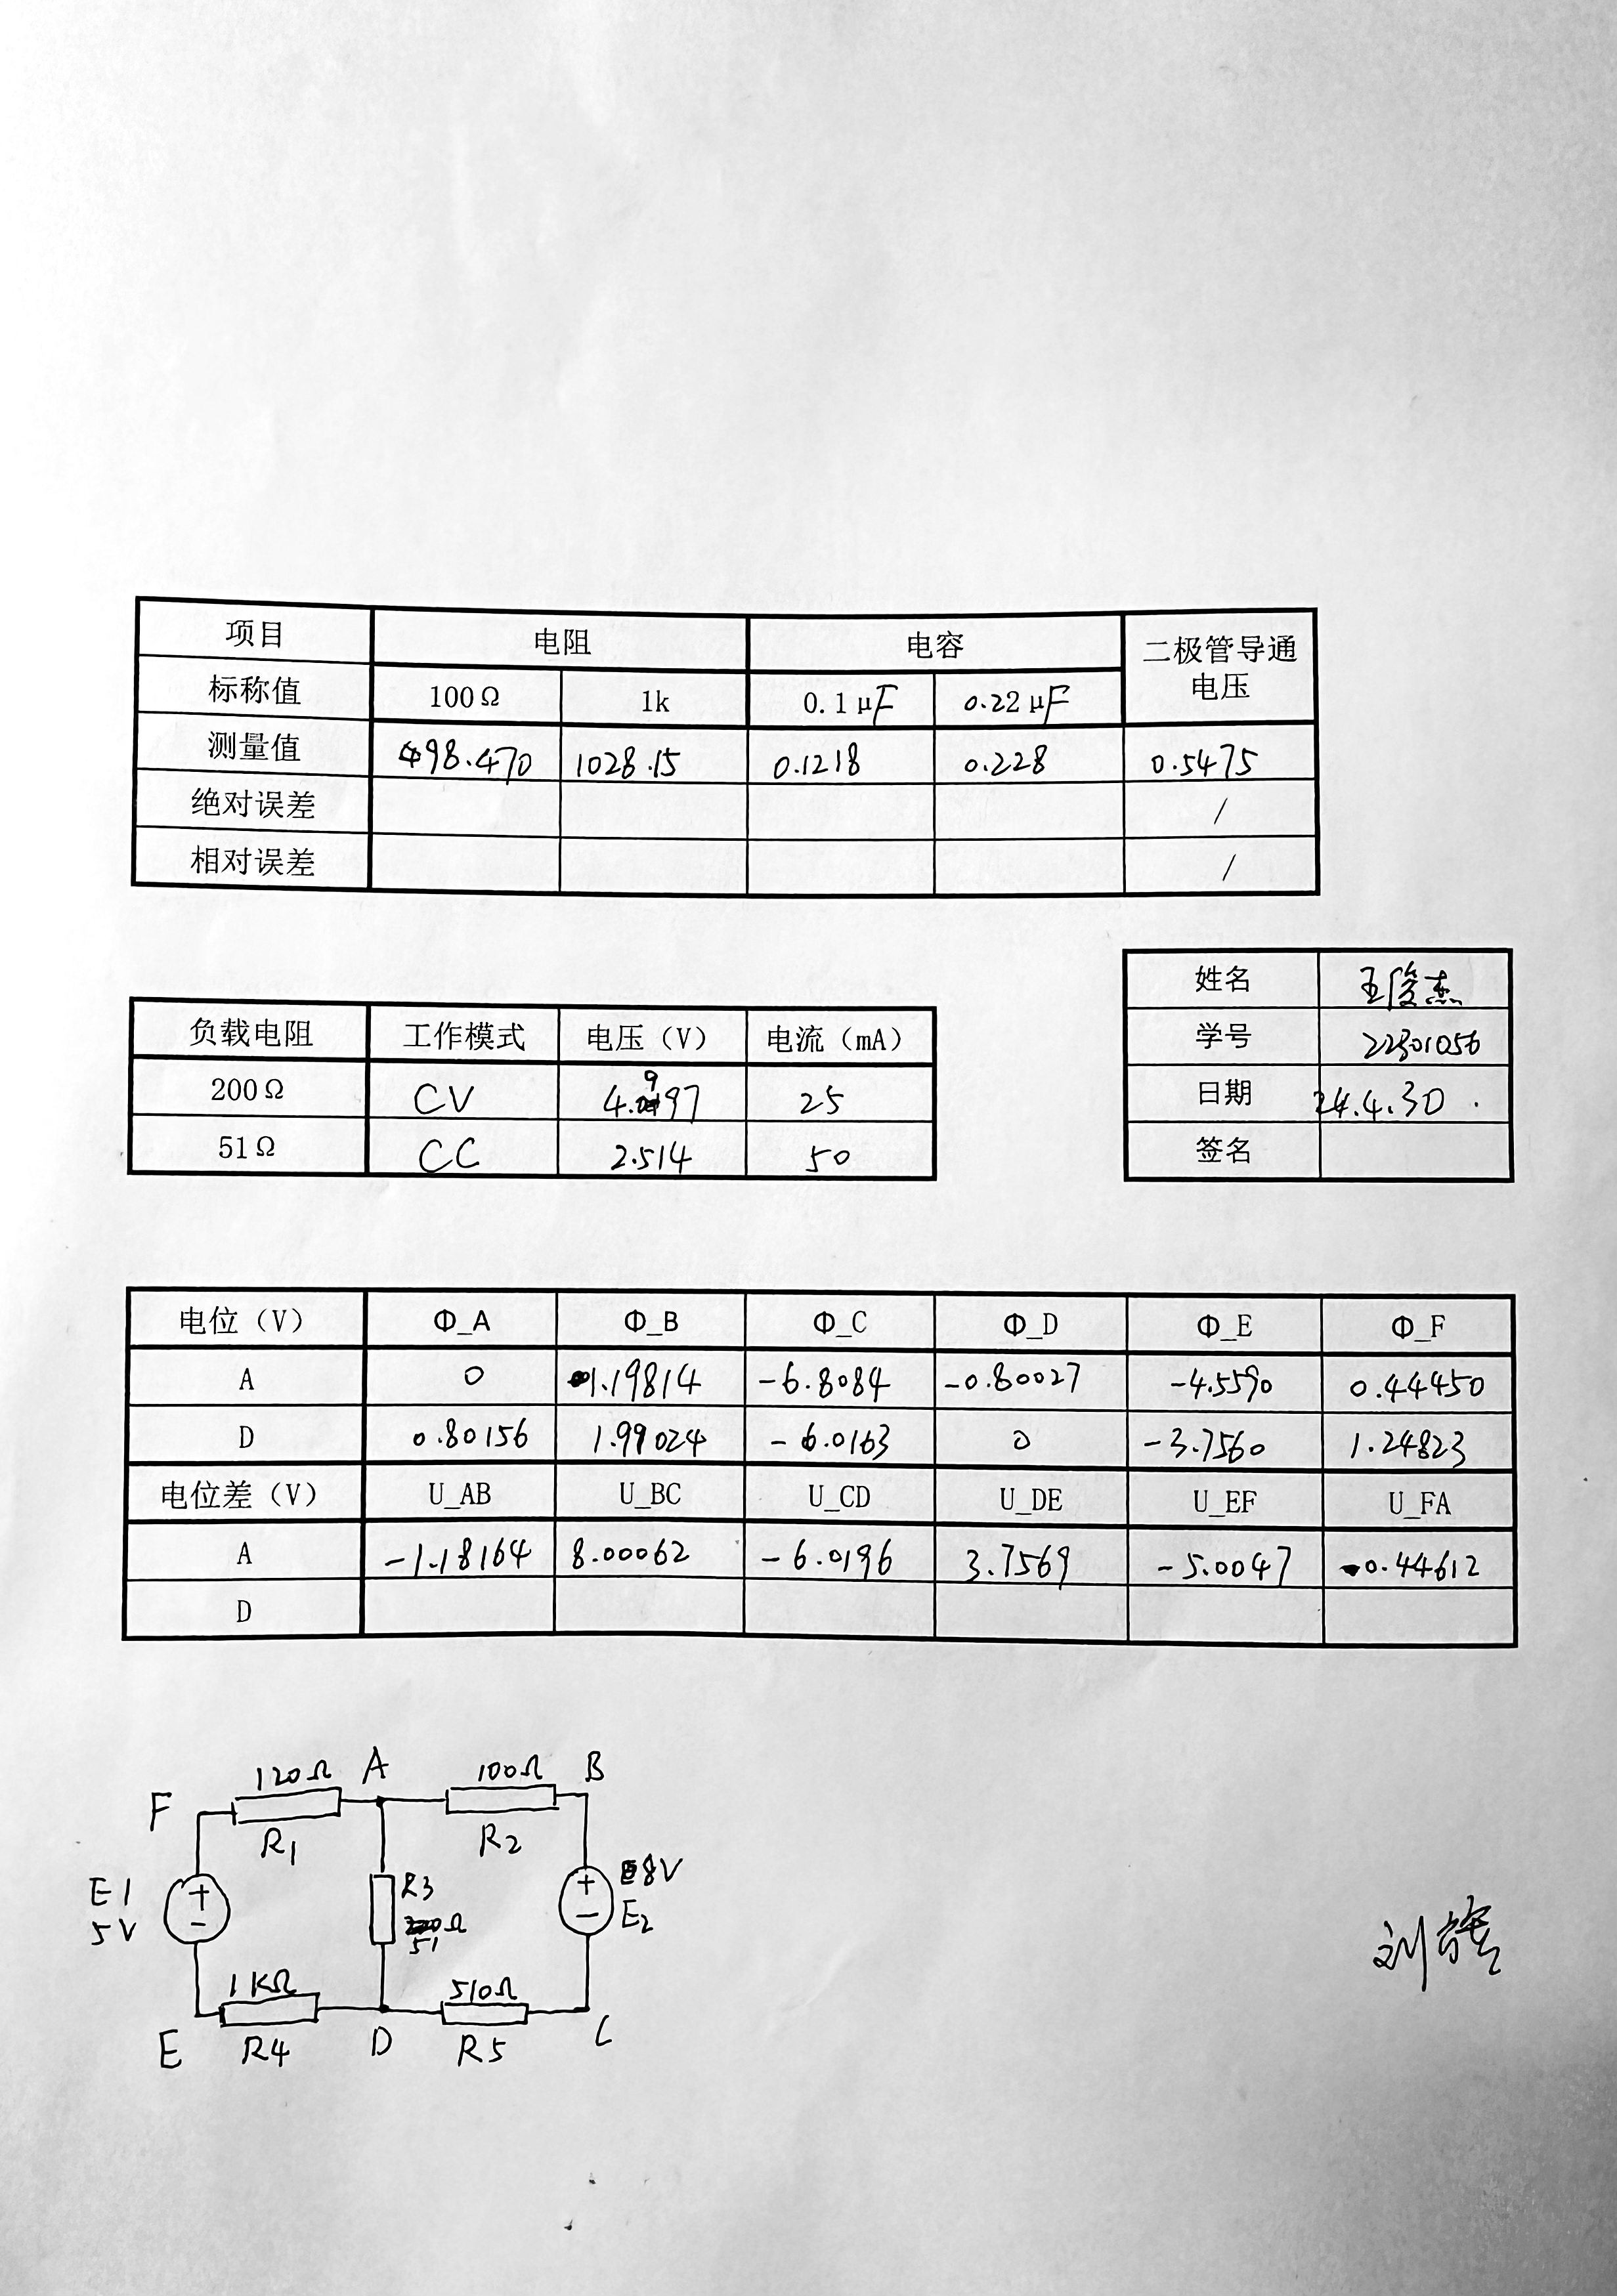 项目 电阻 电容 二极管导通电压
标称值 100Ω 1k 0.1μF 0.22μF
测量值 98.470 1028.15 0.1218 0.228 0.5475
绝对误差 /
相对误差 /
姓名 王俊杰
学号 22301056
日期 24.4.30.
签名
负载电阻 工作模式 电压(V) 电流(mA)
200Ω CV 4.997 25
51Ω CC 2.514 50
电位(V) Φ_A Φ_B Φ_C Φ_D Φ_E Φ_F
A 0 1.19814 -6.8084 -0.80027 -4.5590 0.44450
D 0.80156 1.99024 -6.0163 0 -3.7560 1.24823
电位差(V) U_AB U_BC U_CD U_DE U_EF U_FA
A -1.18164 8.00062 -6.0196 3.7569 -5.0047 0.44612
D
F 120Ω A 100Ω B
R1 R2
E1 5V + - R3 51Ω + - 8V E2
1KΩ 510Ω
E R4 D R5 C
刘